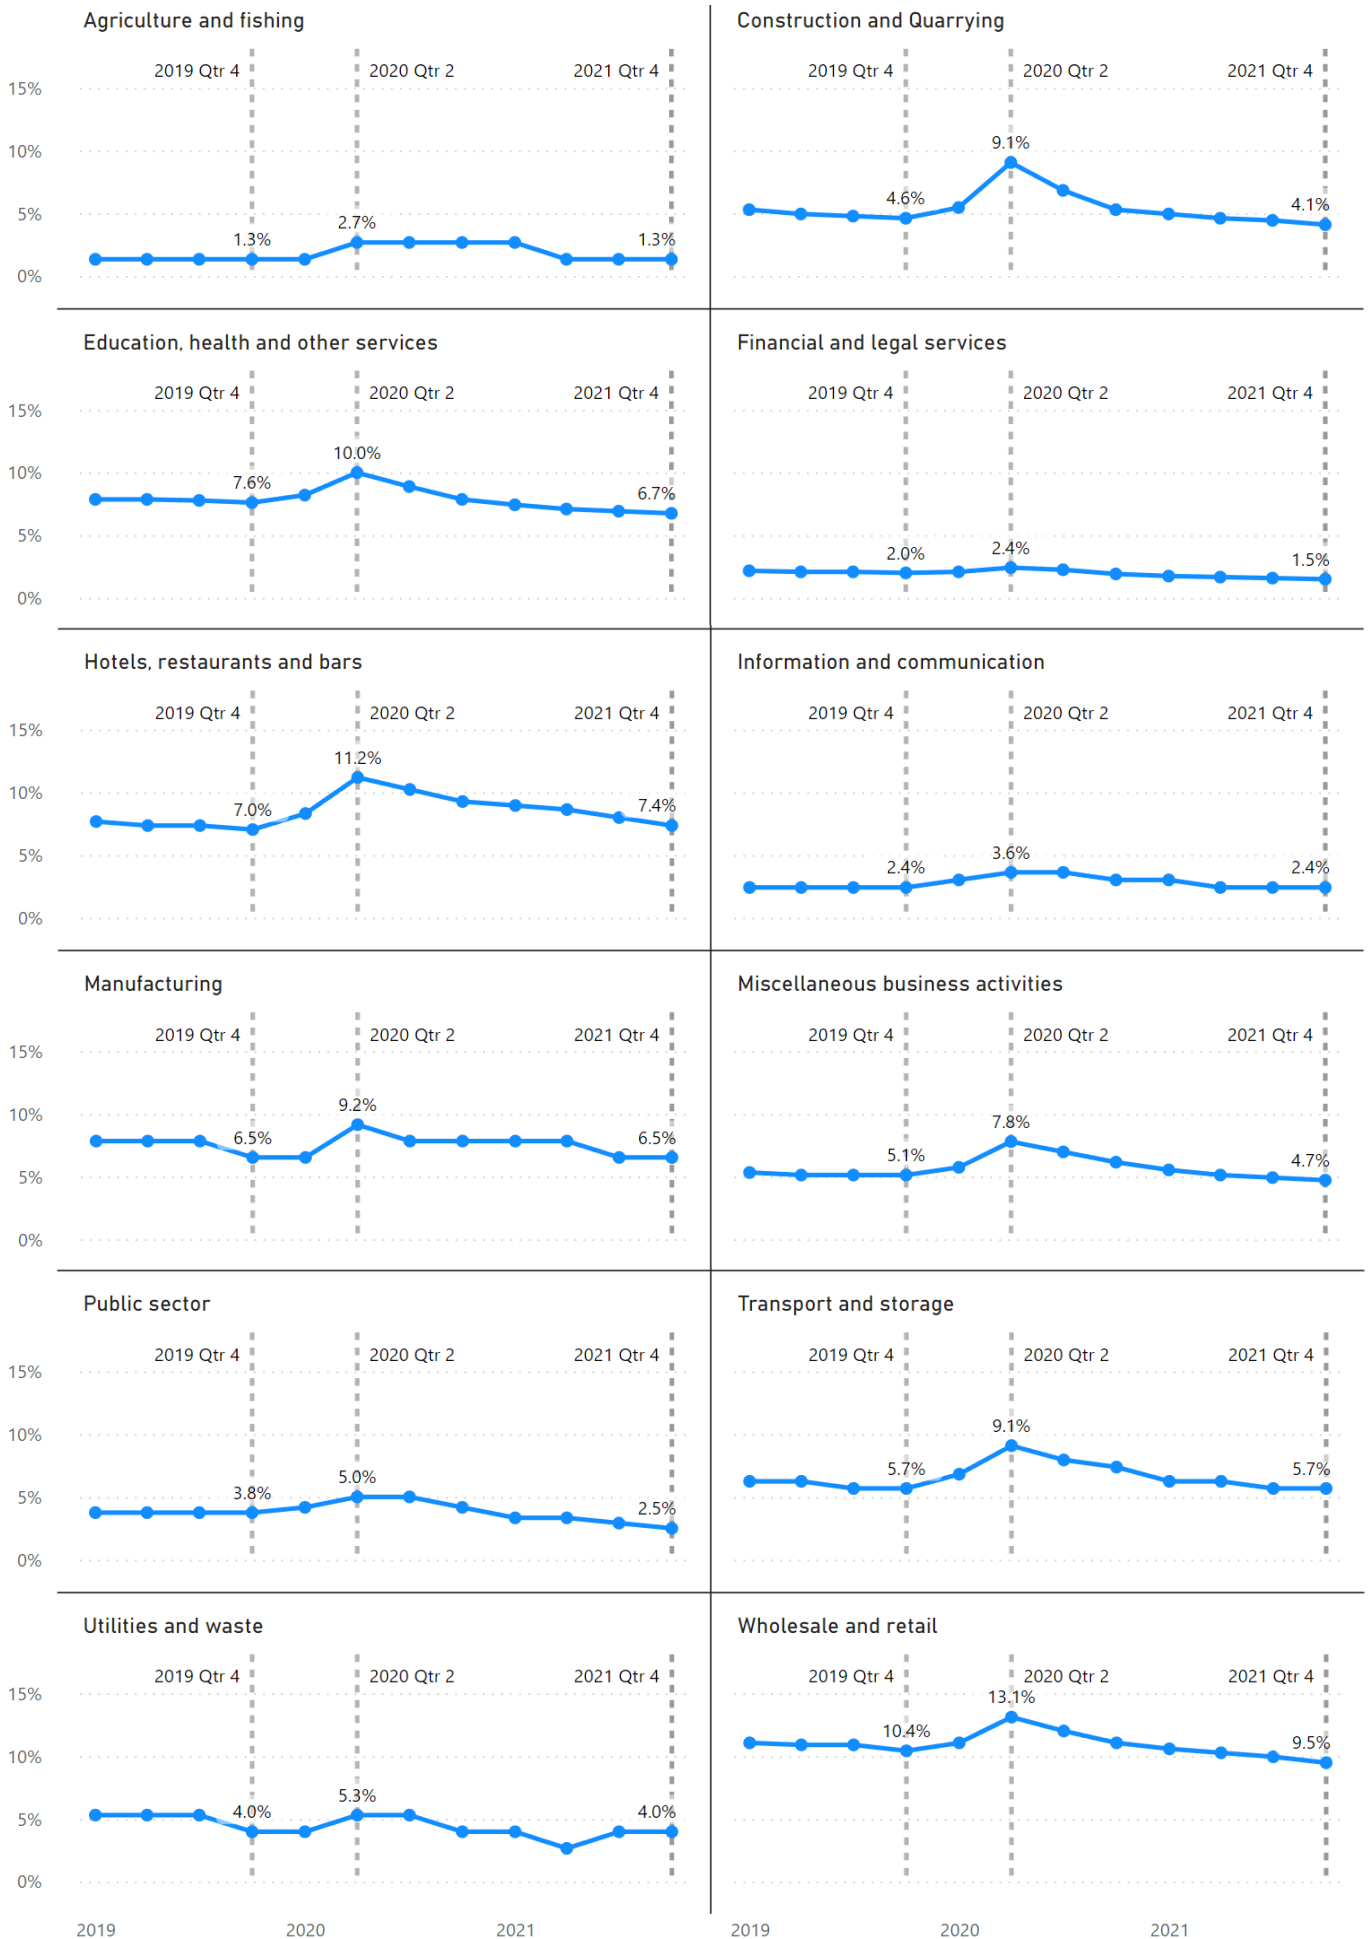 Agriculture and fishing
2019 Qtr 4 2020 Qtr 2 2021 Qtr 4
15%
10%
5%
0%
1.3% 2.7% 1.3%
Construction and Quarrying
2019 Qtr 4 2020 Qtr 2 2021 Qtr 4
4.6% 9.1% 4.1%
Education, health and other services
2019 Qtr 4 2020 Qtr 2 2021 Qtr 4
15%
10%
5%
0%
7.6% 10.0% 6.7%
Financial and legal services
2019 Qtr 4 2020 Qtr 2 2021 Qtr 4
2.0% 2.4% 1.5%
Hotels, restaurants and bars
2019 Qtr 4 2020 Qtr 2 2021 Qtr 4
15%
10%
5%
0%
7.0% 11.2% 7.4%
Information and communication
2019 Qtr 4 2020 Qtr 2 2021 Qtr 4
2.4% 3.6% 2.4%
Manufacturing
2019 Qtr 4 2020 Qtr 2 2021 Qtr 4
15%
10%
5%
0%
6.5% 9.2% 6.5%
Miscellaneous business activities
2019 Qtr 4 2020 Qtr 2 2021 Qtr 4
5.1% 7.8% 4.7%
Public sector
2019 Qtr 4 2020 Qtr 2 2021 Qtr 4
15%
10%
5%
0%
3.8% 5.0% 2.5%
Transport and storage
2019 Qtr 4 2020 Qtr 2 2021 Qtr 4
5.7% 9.1% 5.7%
Utilities and waste
2019 Qtr 4 2020 Qtr 2 2021 Qtr 4
15%
10%
5%
0%
4.0% 5.3% 4.0%
Wholesale and retail
2019 Qtr 4 2020 Qtr 2 2021 Qtr 4
10.4% 13.1% 9.5%
2019 2020 2021
2019 2020 2021